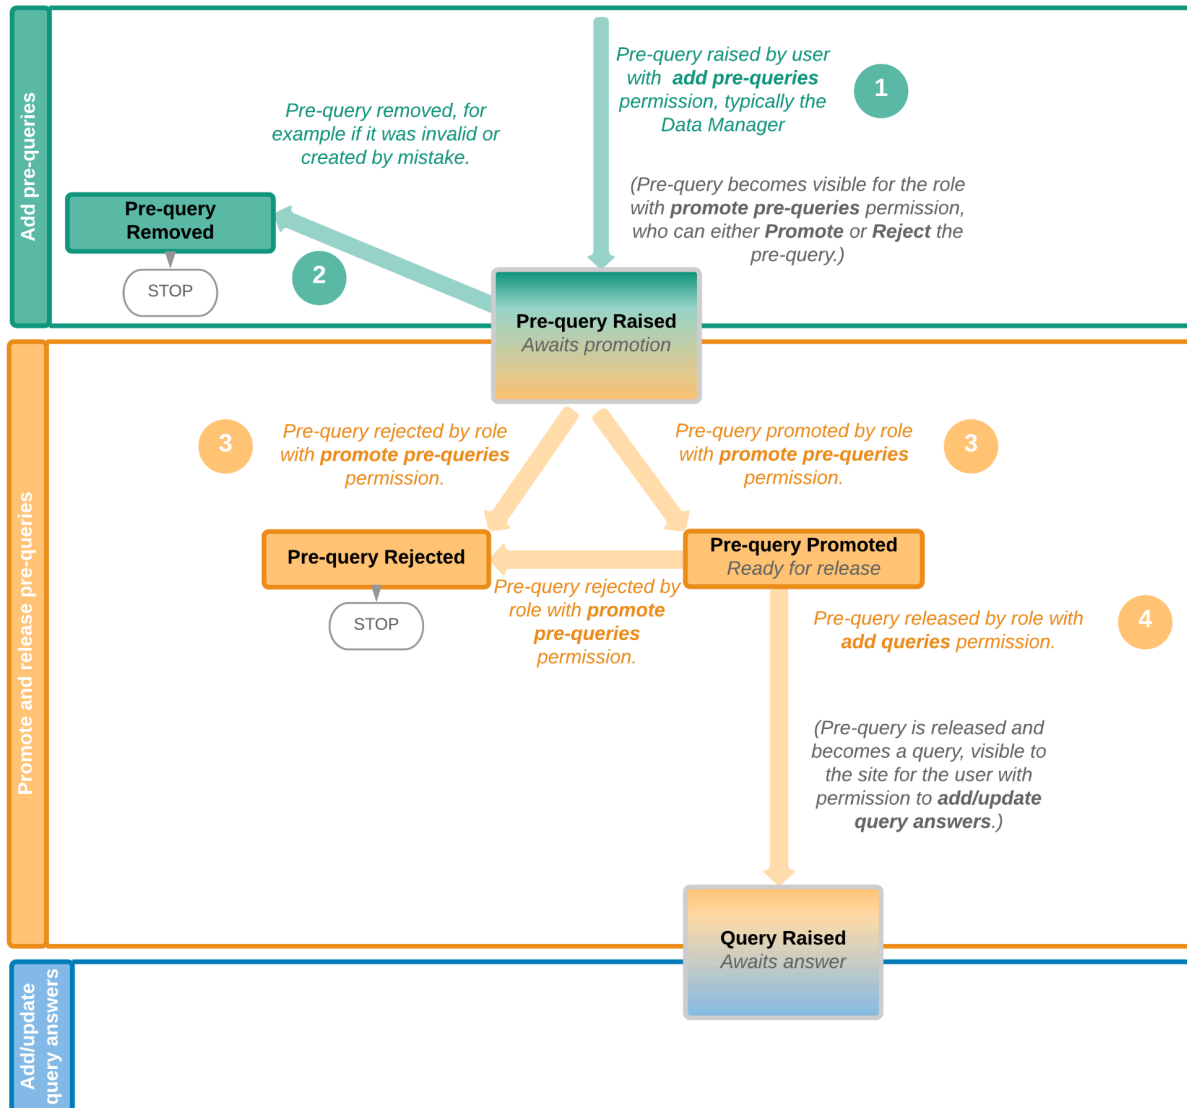 Add pre-queries
Pre-query raised by user
with add pre-queries
permission, typically the
Data Manager
1
Pre-query removed, for
example if it was invalid or
created by mistake.
(Pre-query becomes visible for the role
with promote pre-queries permission,
who can either Promote or Reject the
pre-query.)
Pre-query
Removed
2
STOP
Pre-query Raised
Awaits promotion
Promote and release pre-queries
3
Pre-query rejected by role
with promote pre-queries
permission.
Pre-query promoted by role
with promote pre-queries
permission.
3
Pre-query Rejected
Pre-query Promoted
Ready for release
STOP
Pre-query rejected by
role with promote
pre-queries
permission.
Pre-query released by role with
add queries permission.
4
(Pre-query is released and
becomes a query, visible to
the site for the user with
permission to add/update
query answers.)
Query Raised
Awaits answer
Add/update
query answers